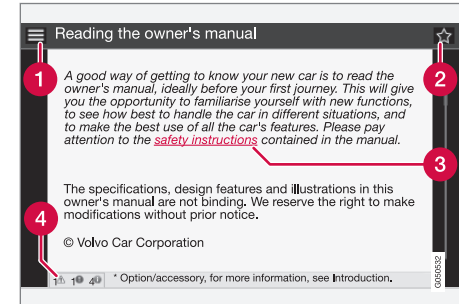 Reading the owner's manual
1
2
A good way of getting to know your new car is to read the
owner's manual, ideally before your first journey. This will give
you the opportunity to familiarise yourself with new functions,
to see how best to handle the car in different situations, and
to make the best use of all the car's features. Please pay
attention to the safety instructions contained in the manual.
3
The specifications, design features and illustrations in this
owner's manual are not binding. We reserve the right to make
modifications without prior notice.
4
© Volvo Car Corporation
1 1 4 * Option/accessory, for more information, see Introduction.
G050532